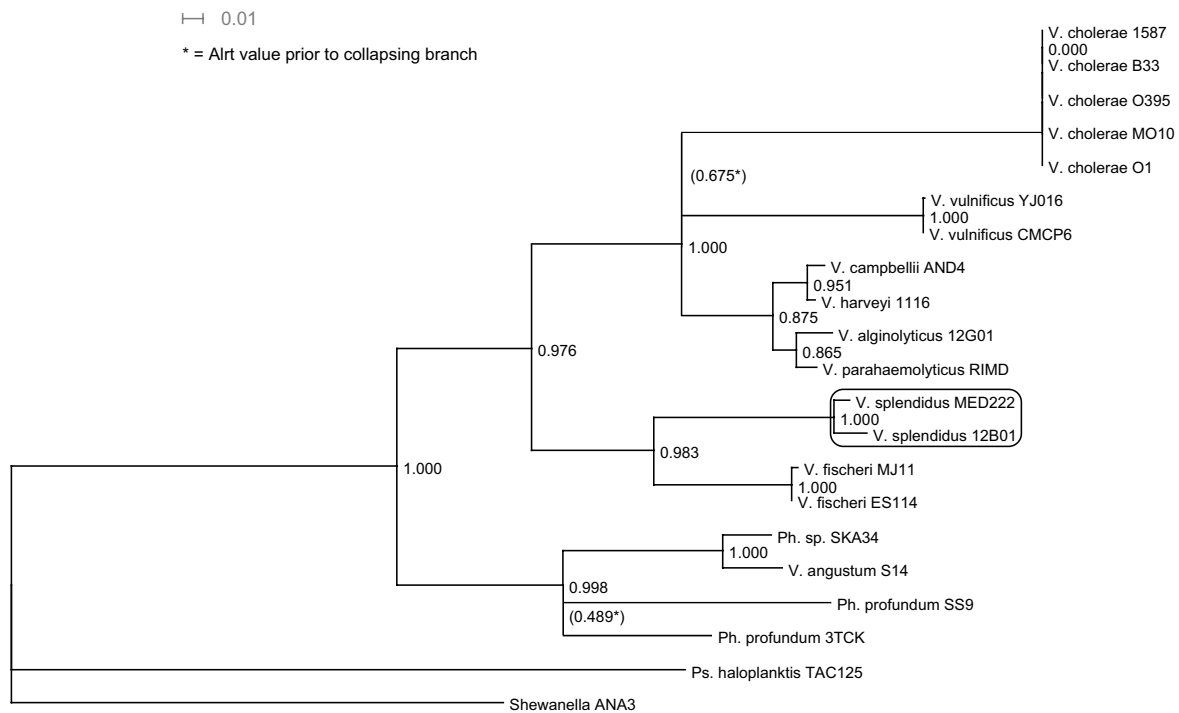 0.01
* = Alrt value prior to collapsing branch
V. cholerae 1587
0.000
V. cholerae B33
V. cholerae O395
V. cholerae MO10
V. cholerae O1
(0.675*)
V. vulnificus YJ016
1.000
V. vulnificus CMCP6
1.000
V. campbellii AND4
0.951
V. harveyi 1116
0.875
V. alginolyticus 12G01
0.865
V. parahaemolyticus RIMD
0.976
V. splendidus MED222
1.000
V. splendidus 12B01
0.983
V. fischeri MJ11
1.000
V. fischeri ES114
1.000
Ph. sp. SKA34
1.000
V. angustum S14
0.998
Ph. profundum SS9
(0.489*)
Ph. profundum 3TCK
Ps. haloplanktis TAC125
Shewanella ANA3